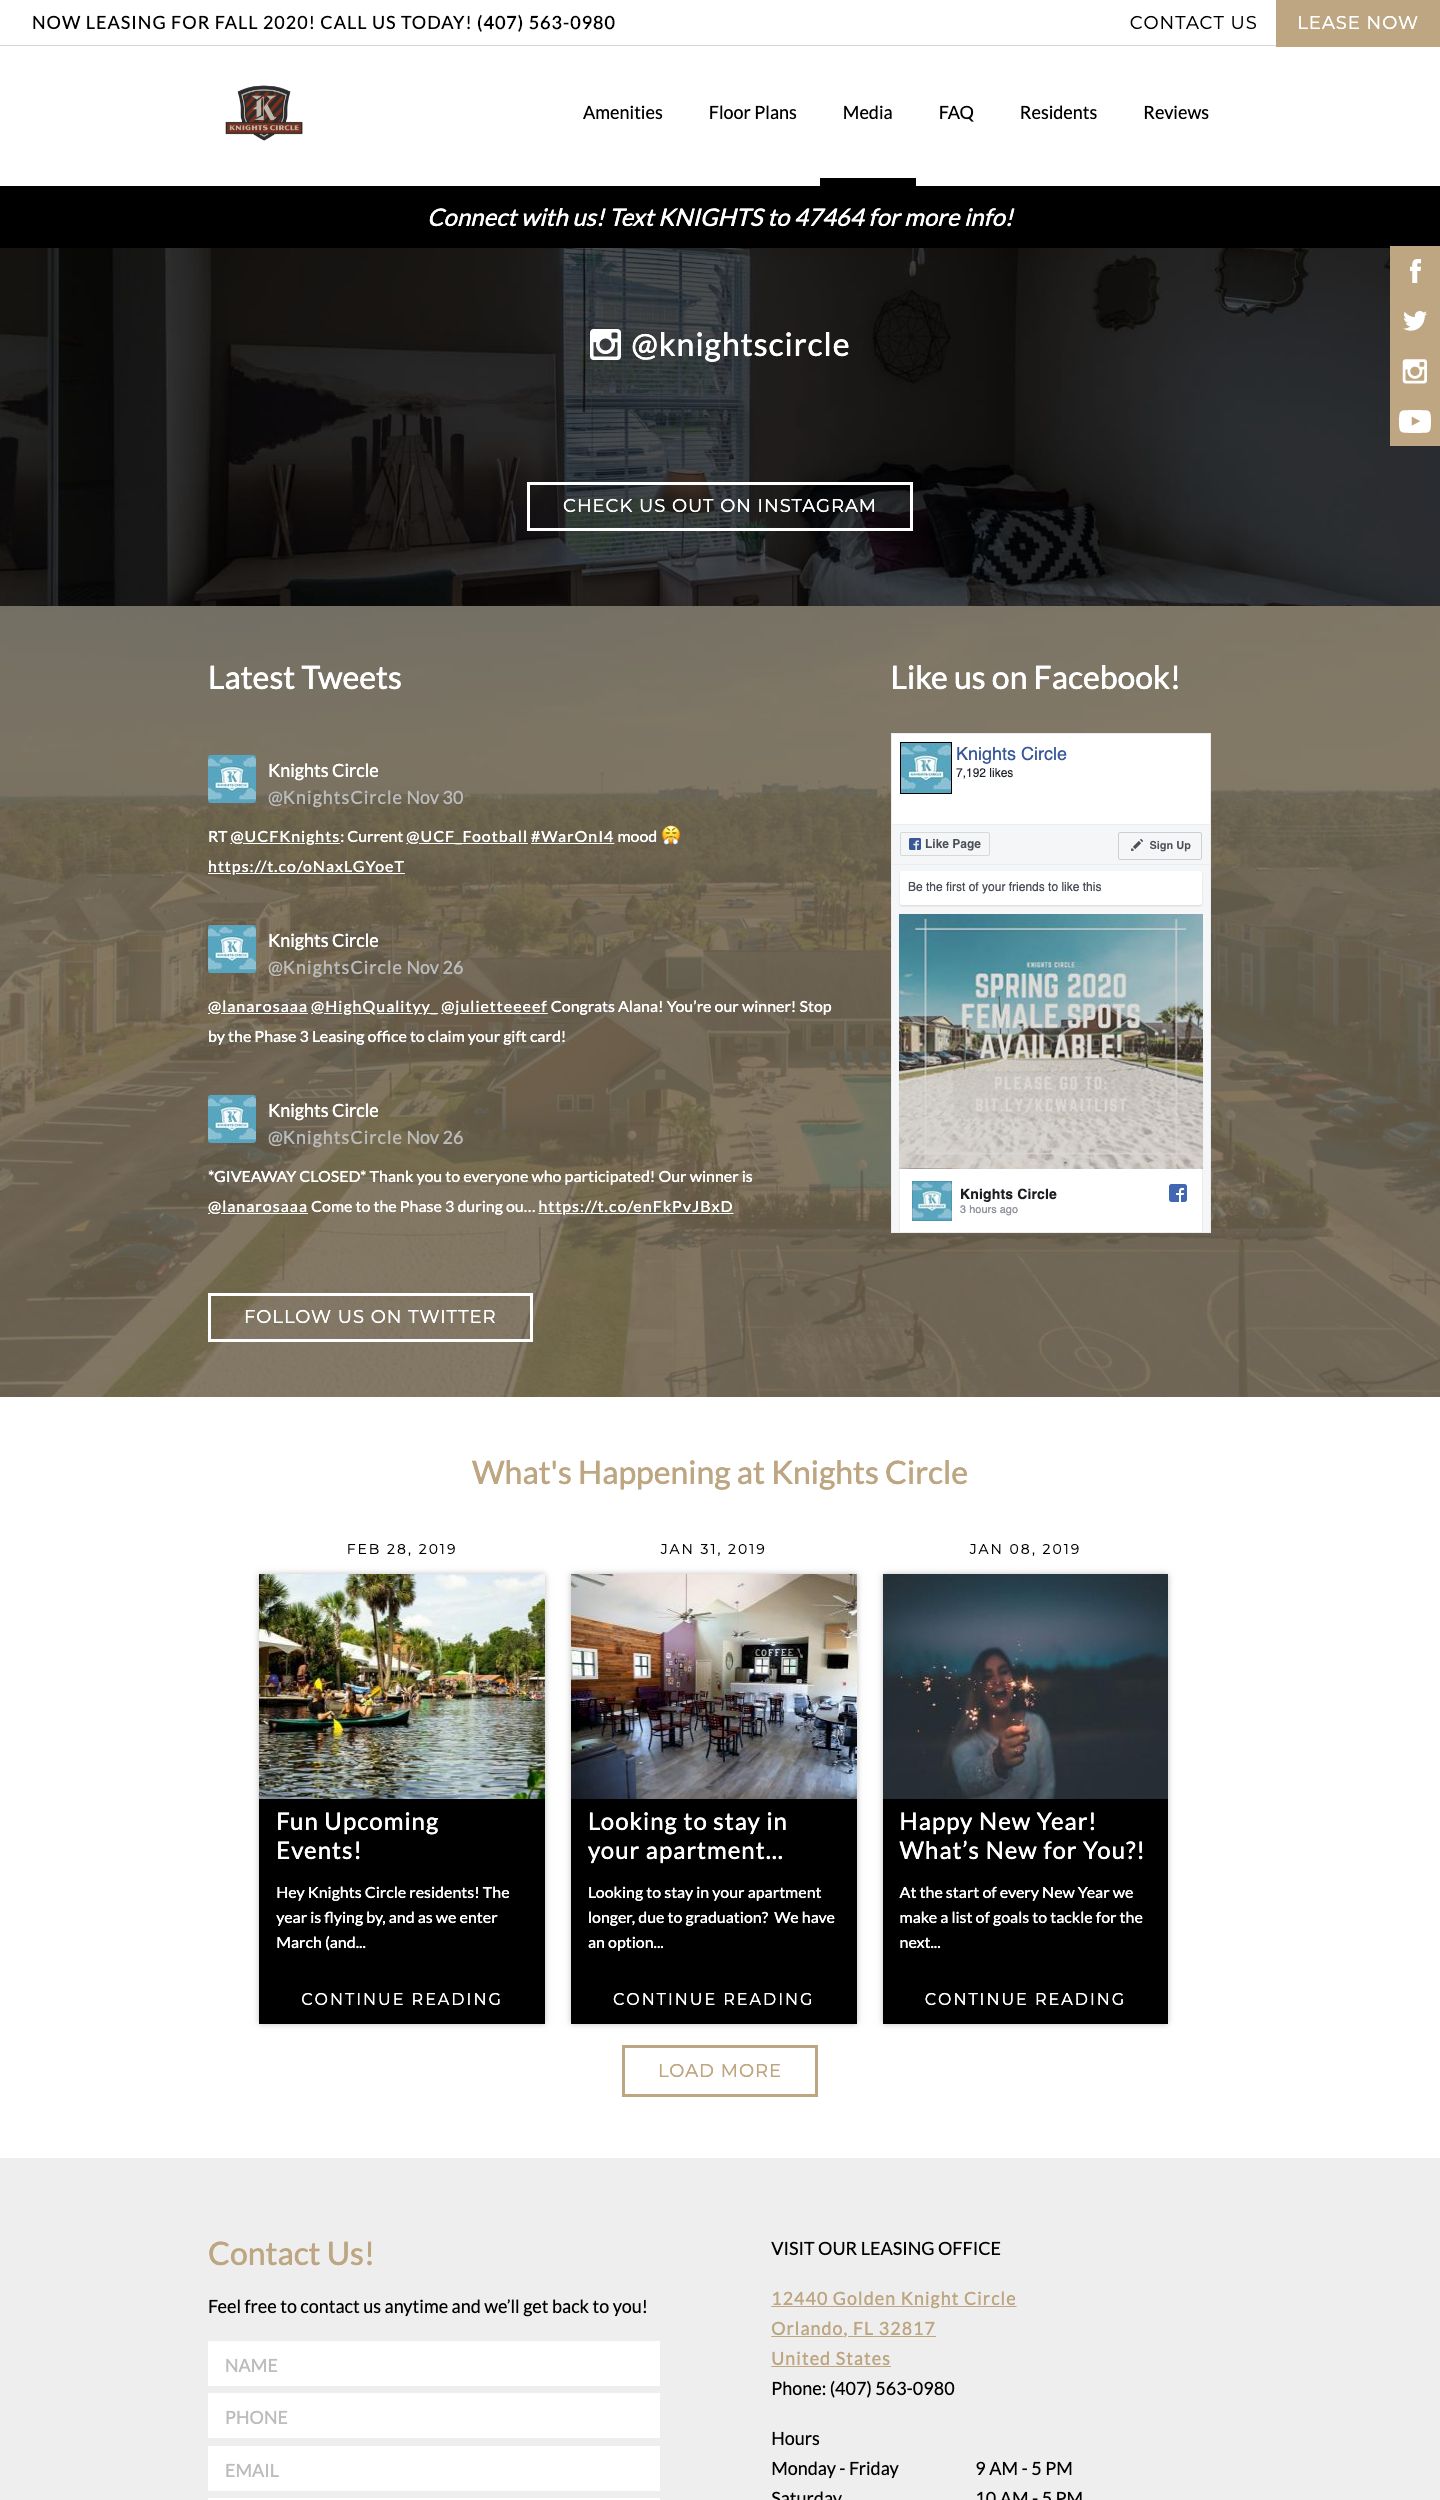 NOW LEASING FOR FALL 2020! CALL US TODAY! (407) 563-0980
CONTACT US
LEASE NOW
K
KNIGHTS CIRCLE
Amenities
Floor Plans
Media
FAQ
Residents
Reviews
Connect with us! Text KNIGHTS to 47464 for more info!
@knightscircle
CHECK US OUT ON INSTAGRAM
Latest Tweets
Knights Circle
@KnightsCircle Nov 30
RT @UCFKnights: Current @UCF_Football #WarOnI4 mood 😤
https://t.co/oNaxLGYoeT
Knights Circle
@KnightsCircle Nov 26
@lanarosaaa @HighQualityy_ @julietteeeef Congrats Alana! You’re our winner! Stop
by the Phase 3 Leasing office to claim your gift card!
Knights Circle
@KnightsCircle Nov 26
*GIVEAWAY CLOSED* Thank you to everyone who participated! Our winner is
@lanarosaaa Come to the Phase 3 during ou… https://t.co/enFkPvJBxD
FOLLOW US ON TWITTER
Like us on Facebook!
Knights Circle
7,192 likes
Like Page
Sign Up
Be the first of your friends to like this
KNIGHTS CIRCLE
SPRING 2020
FEMALE SPOTS
AVAILABLE!
PLEASE GO TO:
BIT.LY/KCWAITLIST
Knights Circle
3 hours ago
What's Happening at Knights Circle
FEB 28, 2019
Fun Upcoming
Events!
Hey Knights Circle residents! The
year is flying by, and as we enter
March (and...
CONTINUE READING
JAN 31, 2019
COFFEE
Looking to stay in
your apartment...
Looking to stay in your apartment
longer, due to graduation?  We have
an option...
CONTINUE READING
JAN 08, 2019
Happy New Year!
What’s New for You?!
At the start of every New Year we
make a list of goals to tackle for the
next...
CONTINUE READING
LOAD MORE
Contact Us!
Feel free to contact us anytime and we’ll get back to you!
NAME
PHONE
EMAIL
VISIT OUR LEASING OFFICE
12440 Golden Knight Circle
Orlando, FL 32817
United States
Phone: (407) 563-0980
Hours
Monday - Friday 9 AM - 5 PM
Saturday 10 AM - 5 PM